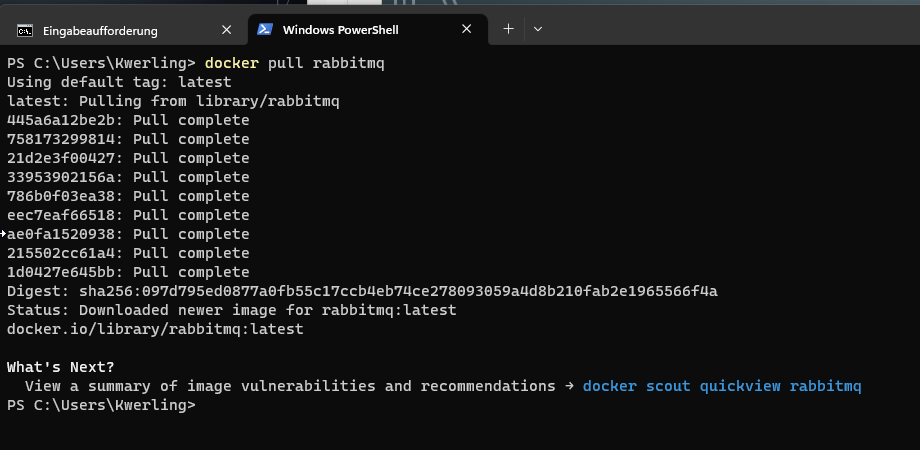 Eingabeaufforderung
Windows PowerShell
PS C:\Users\Kwerling> docker pull rabbitmq
Using default tag: latest
latest: Pulling from library/rabbitmq
445a6a12be2b: Pull complete
758173299814: Pull complete
21d2e3f00427: Pull complete
33953902156a: Pull complete
786b0f03ea38: Pull complete
eec7eaf66518: Pull complete
ae0fa1520938: Pull complete
215502cc61a4: Pull complete
1d0427e645bb: Pull complete
Digest: sha256:097d795ed0877a0fb55c17ccb4eb74ce278093059a4d8b210fab2e1965566f4a
Status: Downloaded newer image for rabbitmq:latest
docker.io/library/rabbitmq:latest
What's Next?
View a summary of image vulnerabilities and recommendations → docker scout quickview rabbitmq
PS C:\Users\Kwerling>